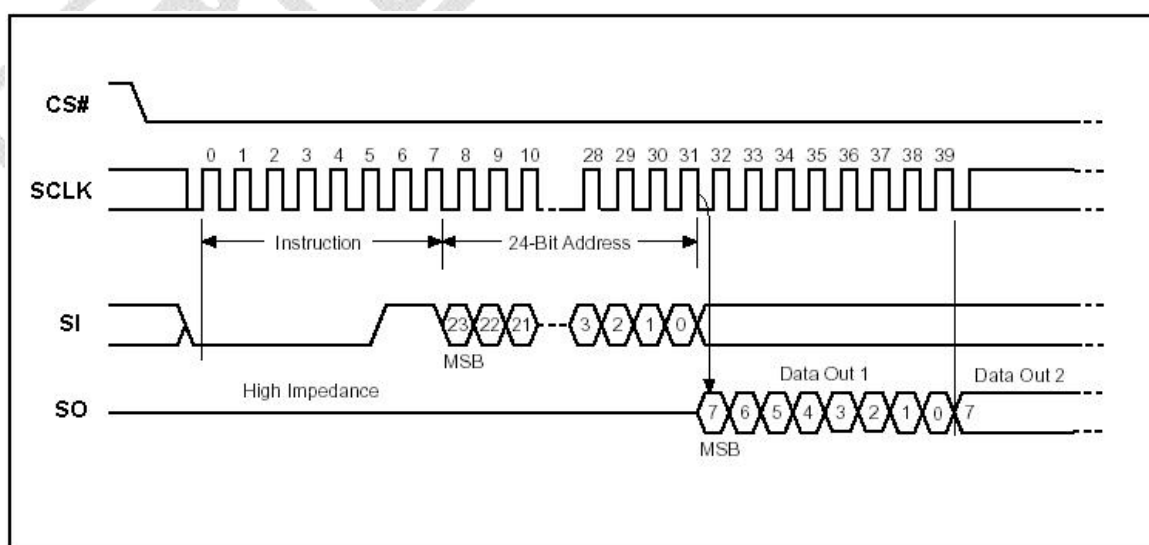 CS#
0 1 2 3 4 5 6 7 8 9 10 28 29 30 31 32 33 34 35 36 37 38 39
SCLK
Instruction 24-Bit Address
SI
23 22 21 3 2 1 0
MSB
High Impedance Data Out 1 Data Out 2
SO
7 6 5 4 3 2 1 0 7
MSB